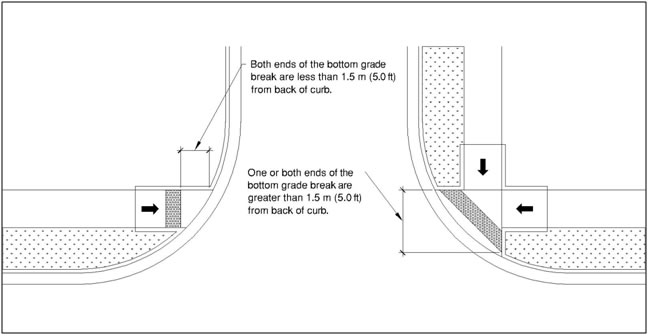 Both ends of the bottom grade
break are less than 1.5 m (5.0 ft)
from back of curb.
One or both ends of the
bottom grade break are
greater than 1.5 m (5.0 ft)
from back of curb.